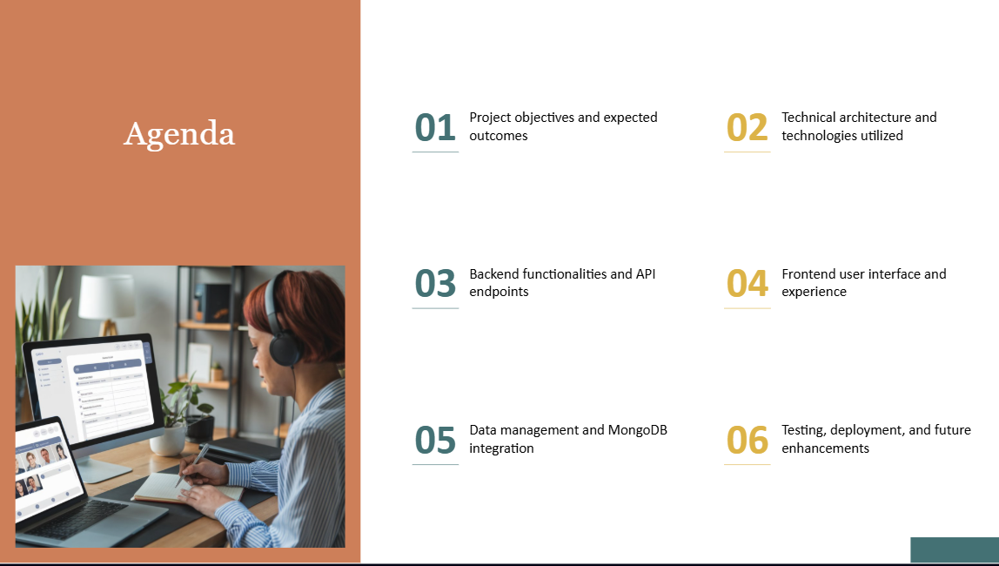 Agenda
01
Project objectives and expected
outcomes
02
Technical architecture and
technologies utilized
03
Backend functionalities and API
endpoints
04
Frontend user interface and
experience
05
Data management and MongoDB
integration
06
Testing, deployment, and future
enhancements